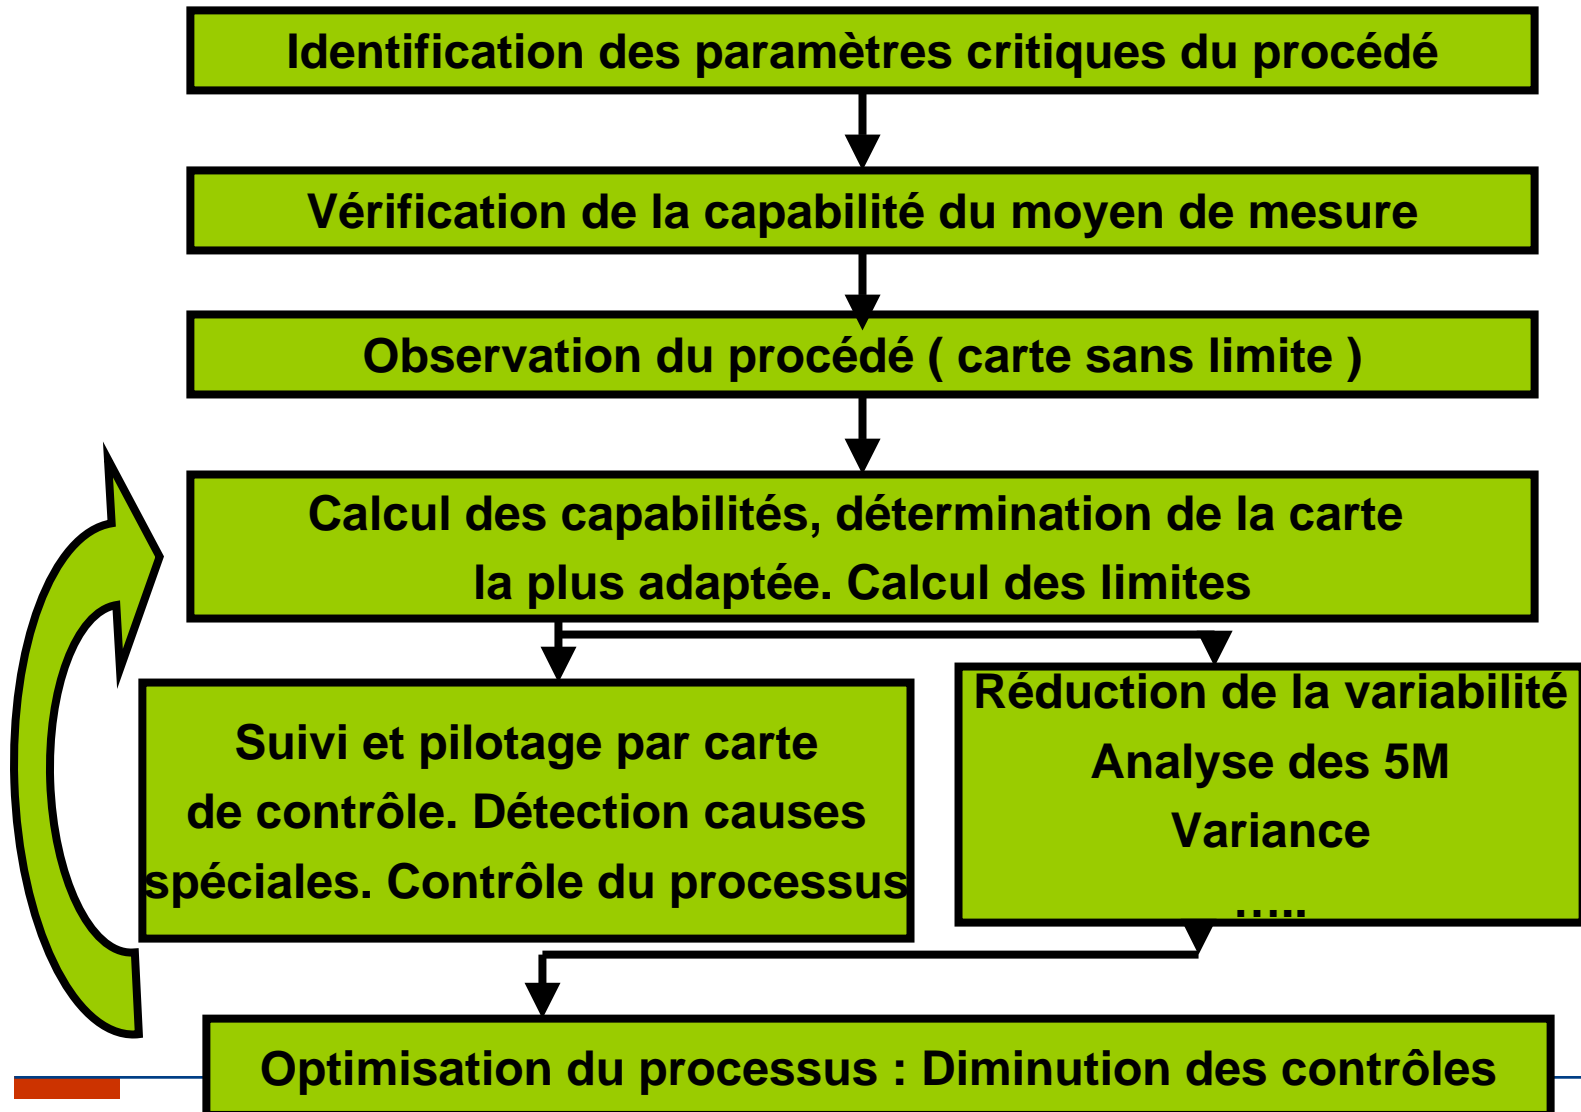 Identification des paramètres critiques du procédé
Vérification de la capabilité du moyen de mesure
Observation du procédé ( carte sans limite )
Calcul des capabilités, détermination de la carte
la plus adaptée. Calcul des limites
Suivi et pilotage par carte
de contrôle. Détection causes
spéciales. Contrôle du processus
Réduction de la variabilité
Analyse des 5M
Variance
.....
Optimisation du processus : Diminution des contrôles